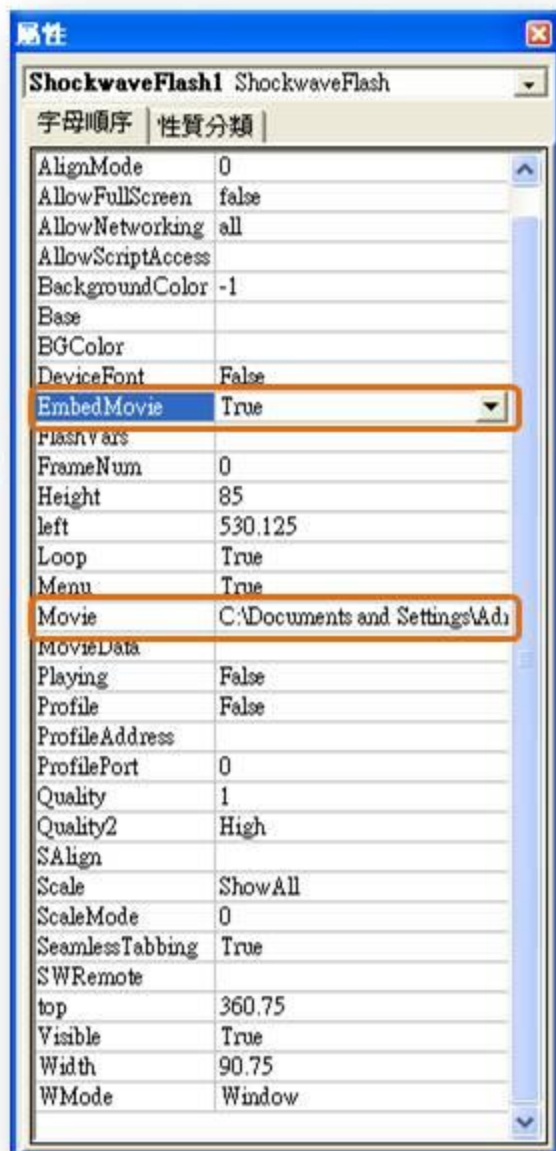 屬性
ShockwaveFlash1 ShockwaveFlash
字母順序 性質分類
AlignMode 0
AllowFullScreen false
AllowNetworking all
AllowScriptAccess
BackgroundColor -1
Base
BGColor
DeviceFont False
EmbedMovie True
FlashVars
FrameNum 0
Height 85
left 530.125
Loop True
Menu True
Movie C:\Documents and Settings\Adı
MovieData
Playing False
Profile False
ProfileAddress
ProfilePort 0
Quality 1
Quality2 High
SAlign
Scale ShowAll
ScaleMode 0
SeamlessTabbing True
SWRemote
top 360.75
Visible True
Width 90.75
WMode Window